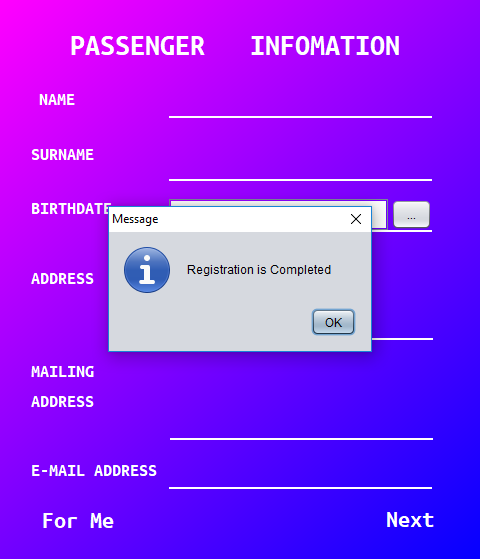 PASSENGER INFOMATION
NAME
SURNAME
BIRTHDATE
...
Message
Registration is Completed
OK
ADDRESS
MAILING
ADDRESS
E-MAIL ADDRESS
For Me
Next